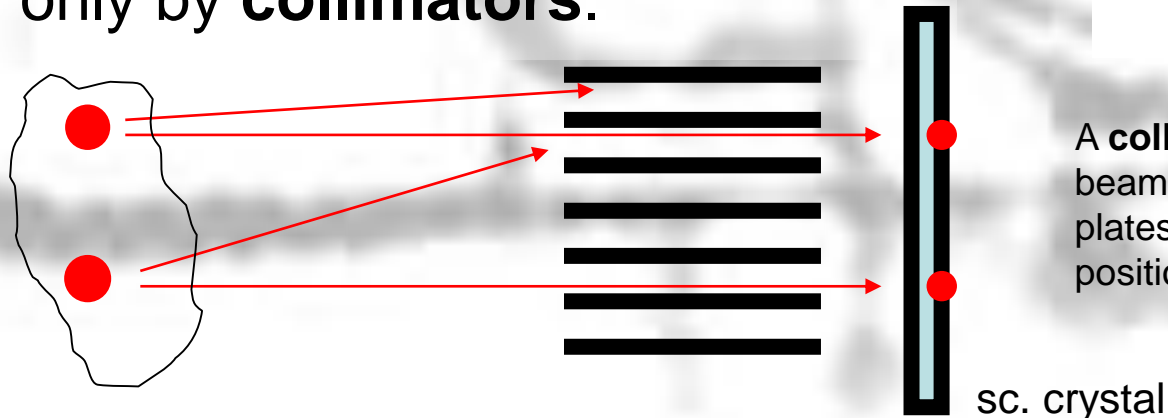 only by collimators.
A coll
beam
plates
positio
sc. crystal